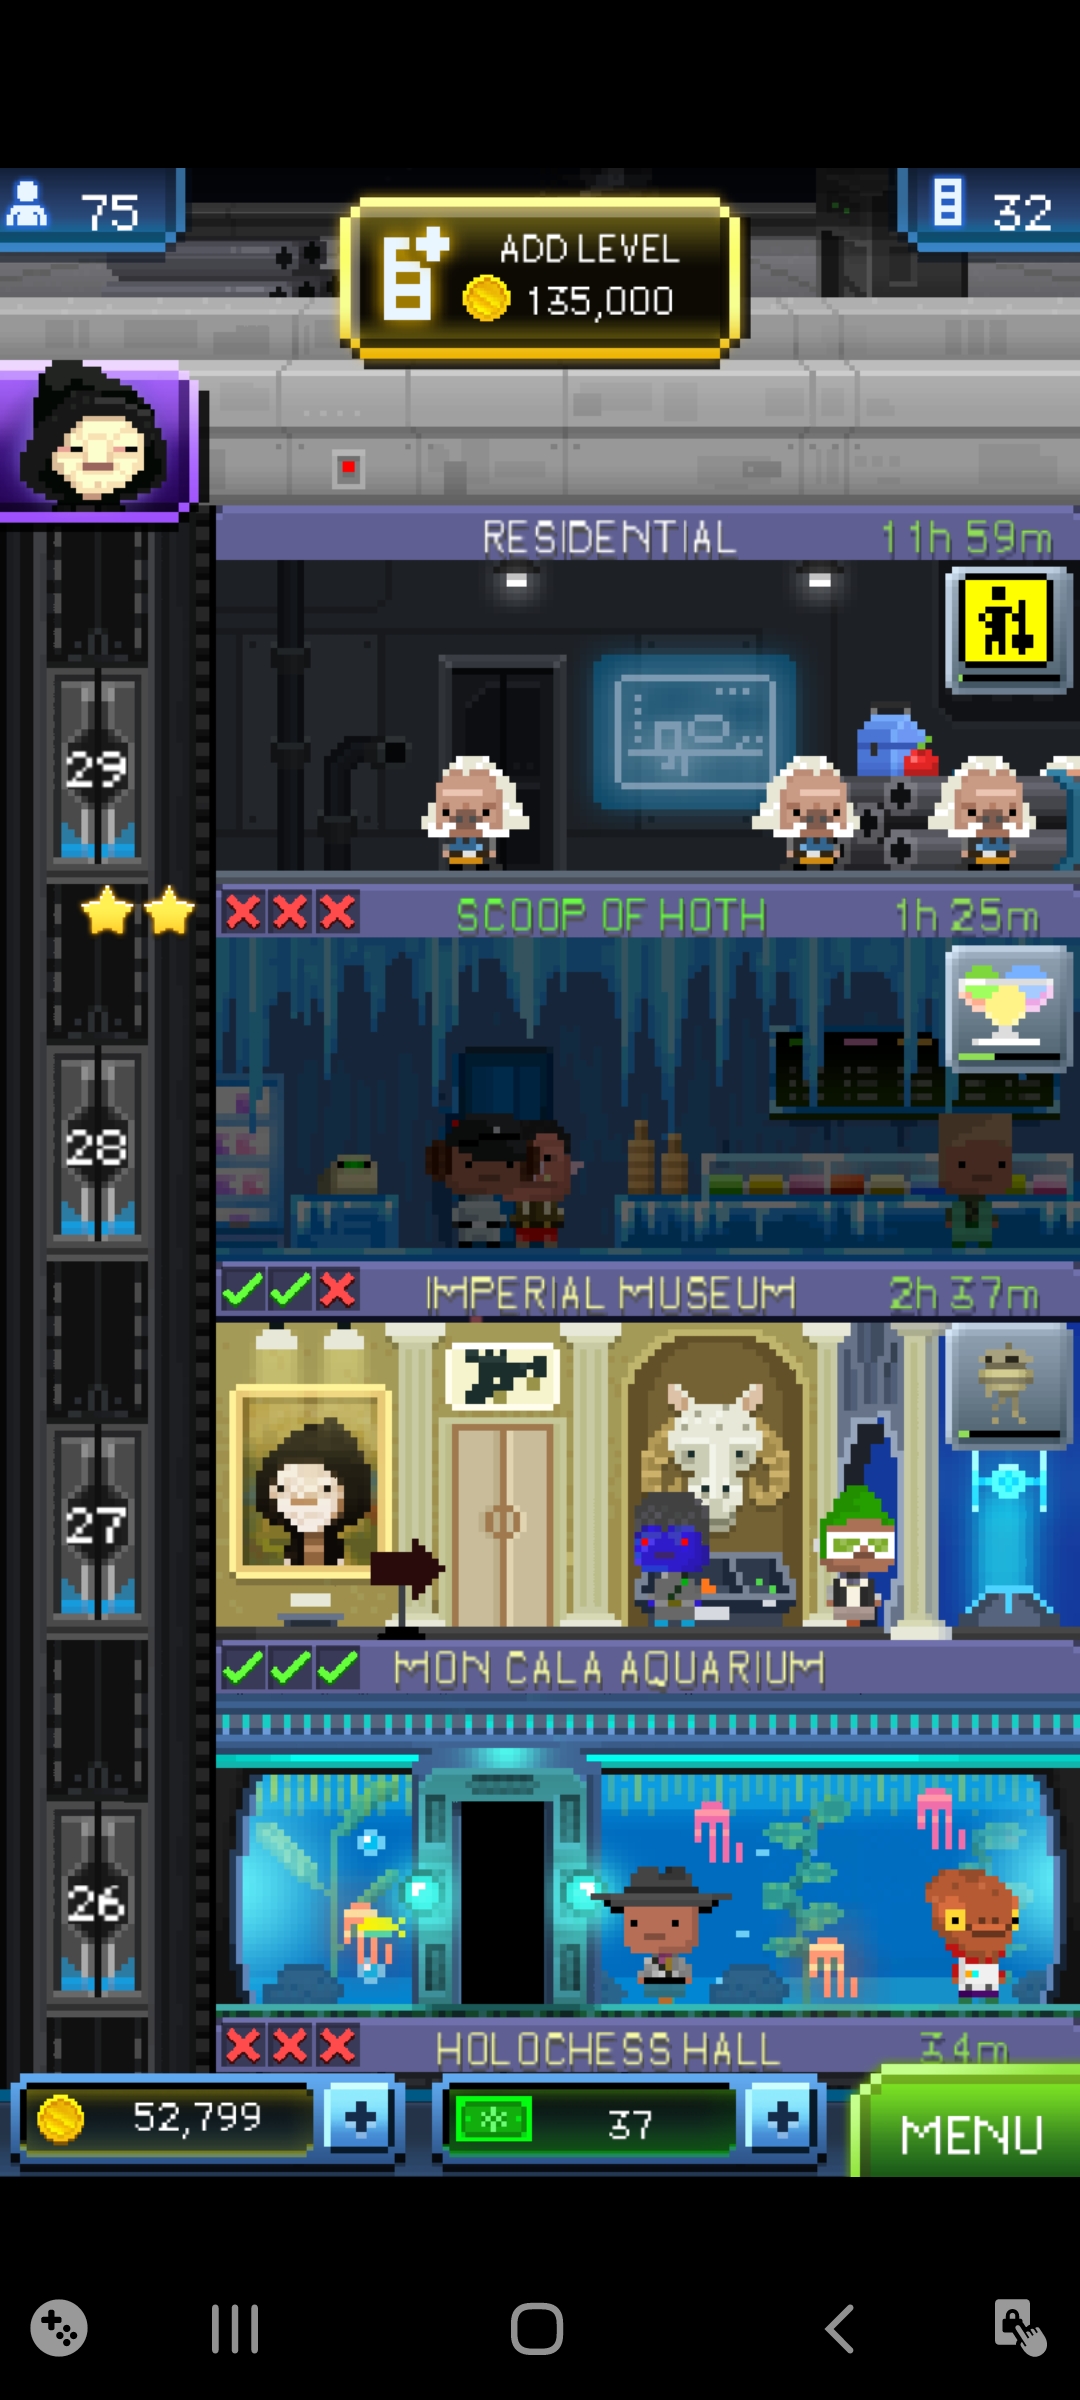 75
ADD LEVEL
135,000
32
RESIDENTIAL 11h 59m
29
SCOOP OF HOTH 1h 25m
28
IMPERIAL MUSEUM 2h 37m
27
MON CALA AQUARIUM
26
HOLOCHESS HALL 34m
52,799
37
MENU